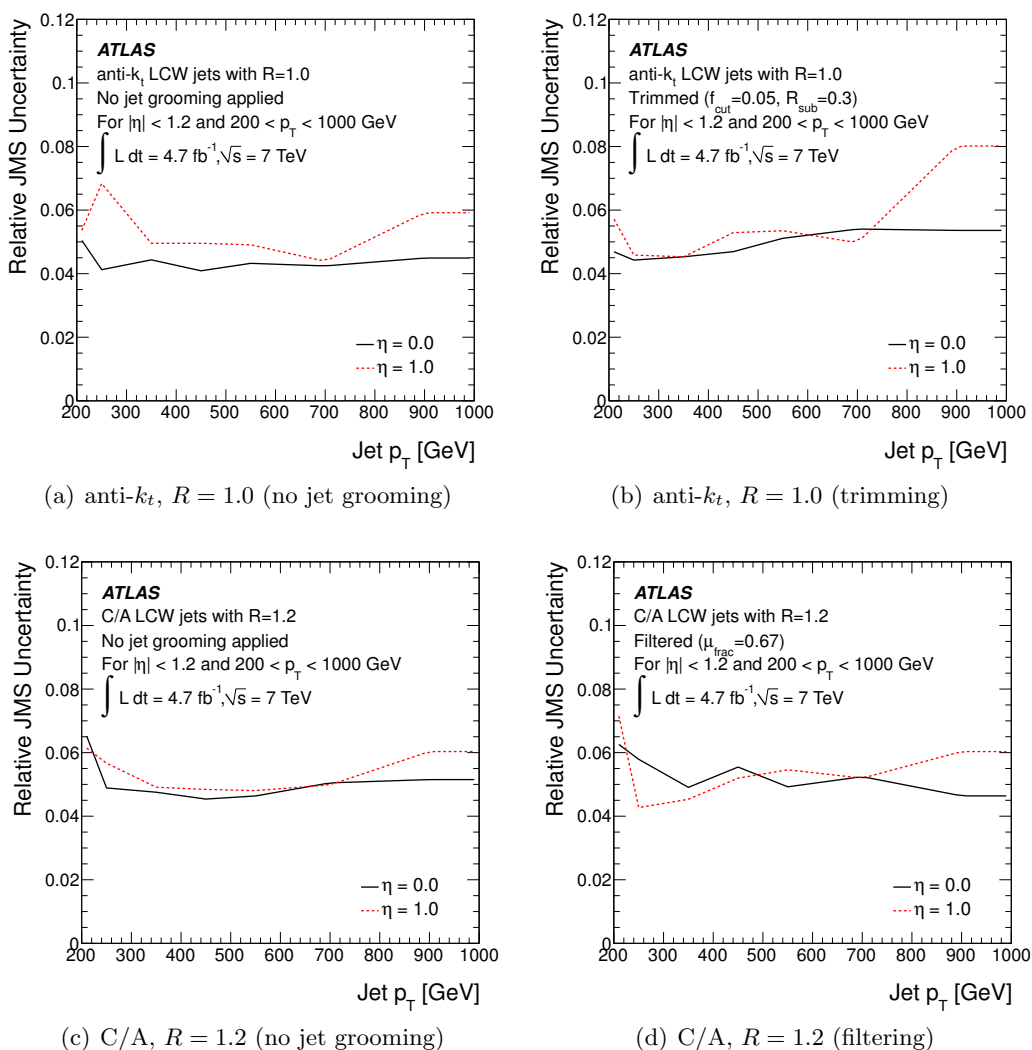 0.12
0.1
0.08
0.06
0.04
0.02
0
Relative JMS Uncertainty
ATLAS
anti-k_t LCW jets with R=1.0
No jet grooming applied
For |η| < 1.2 and 200 < p_T < 1000 GeV
∫ L dt = 4.7 fb⁻¹,√s = 7 TeV
η = 0.0
η = 1.0
200 300 400 500 600 700 800 900 1000
Jet p_T [GeV]
(a) anti-k_t, R = 1.0 (no jet grooming)
0.12
0.1
0.08
0.06
0.04
0.02
0
Relative JMS Uncertainty
ATLAS
anti-k_t LCW jets with R=1.0
Trimmed (f_cut=0.05, R_sub=0.3)
For |η| < 1.2 and 200 < p_T < 1000 GeV
∫ L dt = 4.7 fb⁻¹,√s = 7 TeV
η = 0.0
η = 1.0
200 300 400 500 600 700 800 900 1000
Jet p_T [GeV]
(b) anti-k_t, R = 1.0 (trimming)
0.12
0.1
0.08
0.06
0.04
0.02
0
Relative JMS Uncertainty
ATLAS
C/A LCW jets with R=1.2
No jet grooming applied
For |η| < 1.2 and 200 < p_T < 1000 GeV
∫ L dt = 4.7 fb⁻¹,√s = 7 TeV
η = 0.0
η = 1.0
200 300 400 500 600 700 800 900 1000
Jet p_T [GeV]
(c) C/A, R = 1.2 (no jet grooming)
0.12
0.1
0.08
0.06
0.04
0.02
0
Relative JMS Uncertainty
ATLAS
C/A LCW jets with R=1.2
Filtered (μ_frac=0.67)
For |η| < 1.2 and 200 < p_T < 1000 GeV
∫ L dt = 4.7 fb⁻¹,√s = 7 TeV
η = 0.0
η = 1.0
200 300 400 500 600 700 800 900 1000
Jet p_T [GeV]
(d) C/A, R = 1.2 (filtering)